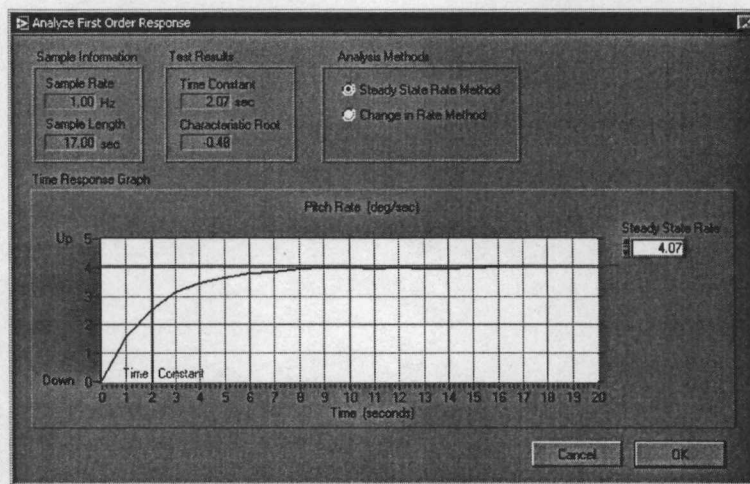 Analyze First Order Response
Sample Information
Sample Rate
1.00 Hz
Sample Length
17.00 sec
Test Results
Time Constant
2.07 sec
Characteristic Root
-0.48
Analysis Methods
Steady State Rate Method
Change in Rate Method
Time Response Graph
Pitch Rate (deg/sec)
Steady State Rate
4.07
Up 5
4
3
2
1
Down 0
Time Constant
0 1 2 3 4 5 6 7 8 9 10 11 12 13 14 15 16 17 18 19 20
Time (seconds)
Cancel OK